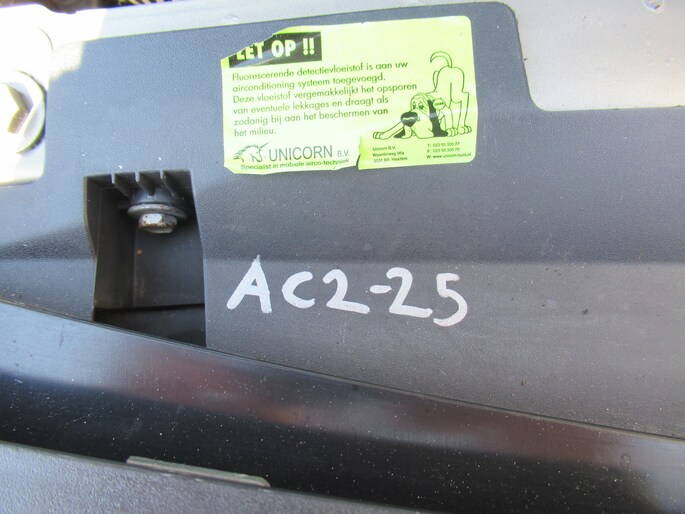 LET OP !!
Fluorescerende detectievloeistof is aan uw
airconditioning systeem toegevoegd.
Deze vloeistof vergemakkelijkt het opsporen
van eventuele lekkages en draagt als
zodanig bij aan het beschermen van
het milieu.
UNICORN B.V.
Specialist in mobiele airco-techniek
Unicorn B.V.
AC2-25